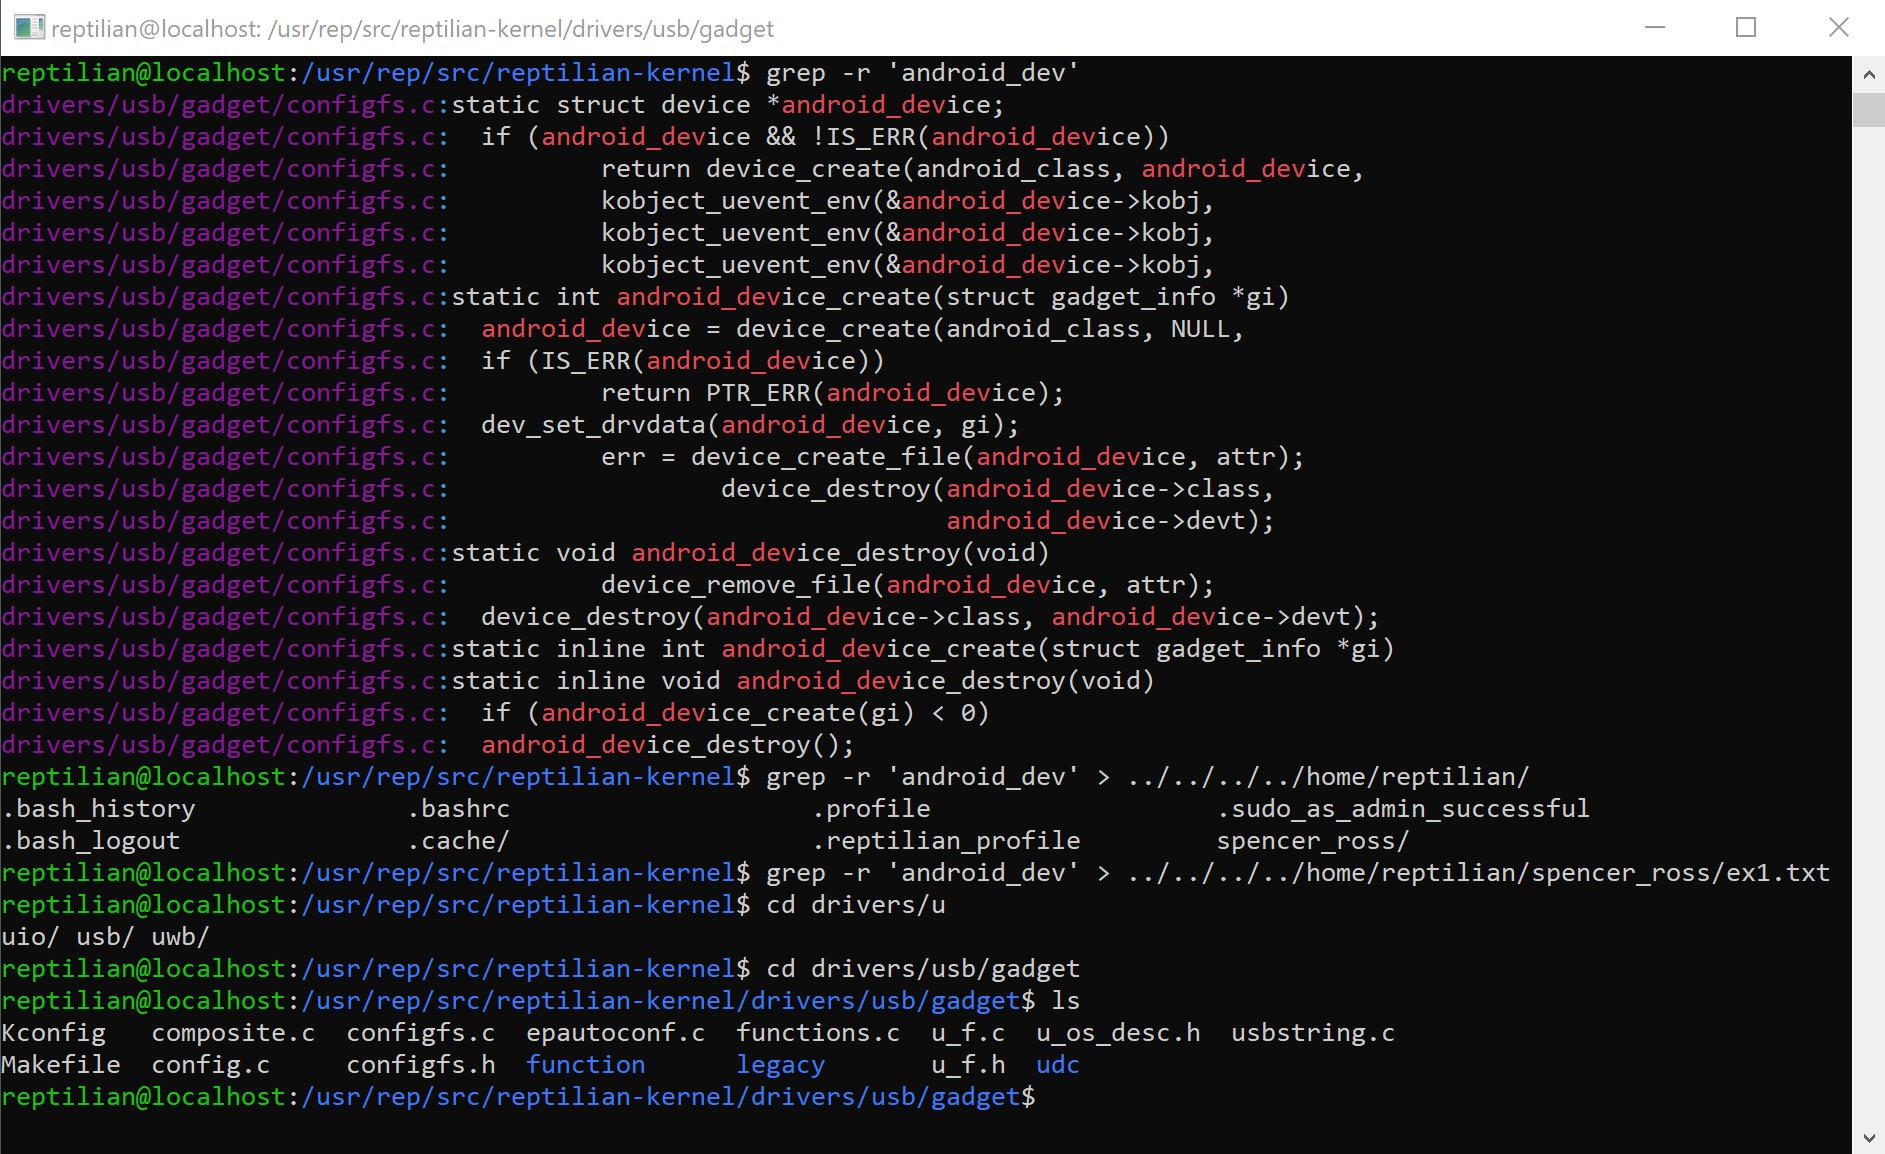 reptilian@localhost: /usr/rep/src/reptilian-kernel/drivers/usb/gadget
reptilian@localhost:/usr/rep/src/reptilian-kernel$ grep -r 'android_dev'
drivers/usb/gadget/configfs.c:static struct device *android_device;
drivers/usb/gadget/configfs.c:  if (android_device && !IS_ERR(android_device))
drivers/usb/gadget/configfs.c:          return device_create(android_class, android_device,
drivers/usb/gadget/configfs.c:          kobject_uevent_env(&android_device->kobj,
drivers/usb/gadget/configfs.c:          kobject_uevent_env(&android_device->kobj,
drivers/usb/gadget/configfs.c:          kobject_uevent_env(&android_device->kobj,
drivers/usb/gadget/configfs.c:static int android_device_create(struct gadget_info *gi)
drivers/usb/gadget/configfs.c:  android_device = device_create(android_class, NULL,
drivers/usb/gadget/configfs.c:  if (IS_ERR(android_device))
drivers/usb/gadget/configfs.c:          return PTR_ERR(android_device);
drivers/usb/gadget/configfs.c:  dev_set_drvdata(android_device, gi);
drivers/usb/gadget/configfs.c:          err = device_create_file(android_device, attr);
drivers/usb/gadget/configfs.c:                  device_destroy(android_device->class,
drivers/usb/gadget/configfs.c:                                 android_device->devt);
drivers/usb/gadget/configfs.c:static void android_device_destroy(void)
drivers/usb/gadget/configfs.c:          device_remove_file(android_device, attr);
drivers/usb/gadget/configfs.c:  device_destroy(android_device->class, android_device->devt);
drivers/usb/gadget/configfs.c:static inline int android_device_create(struct gadget_info *gi)
drivers/usb/gadget/configfs.c:static inline void android_device_destroy(void)
drivers/usb/gadget/configfs.c:  if (android_device_create(gi) < 0)
drivers/usb/gadget/configfs.c:  android_device_destroy();
reptilian@localhost:/usr/rep/src/reptilian-kernel$ grep -r 'android_dev' > ../../../../home/reptilian/
.bash_history              .bashrc                    .profile                   .sudo_as_admin_successful
.bash_logout               .cache/                    .reptilian_profile         spencer_ross/
reptilian@localhost:/usr/rep/src/reptilian-kernel$ grep -r 'android_dev' > ../../../../home/reptilian/spencer_ross/ex1.txt
reptilian@localhost:/usr/rep/src/reptilian-kernel$ cd drivers/u
uio/ usb/ uwb/
reptilian@localhost:/usr/rep/src/reptilian-kernel$ cd drivers/usb/gadget
reptilian@localhost:/usr/rep/src/reptilian-kernel/drivers/usb/gadget$ ls
Kconfig   composite.c  configfs.c  epautoconf.c  functions.c  u_f.c  u_os_desc.h  usbstring.c
Makefile  config.c     configfs.h  function      legacy       u_f.h  udc
reptilian@localhost:/usr/rep/src/reptilian-kernel/drivers/usb/gadget$